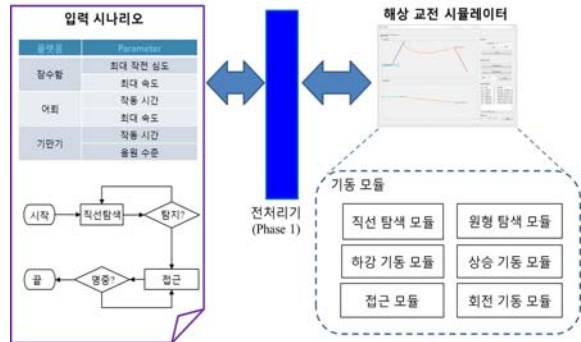 입력 시나리오
플랫폼 Parameter
잠수함 최대 작전 심도
최대 속도
어뢰 작동 시간
최대 속도
기만기 작동 시간
음원 수준
시작 직선탐색 탐지?
끝 명중? 접근
전처리기
(Phase 1)
해상 교전 시뮬레이터
기동 모듈
직선 탐색 모듈 원형 탐색 모듈
하강 기동 모듈 상승 기동 모듈
접근 모듈 회전 기동 모듈